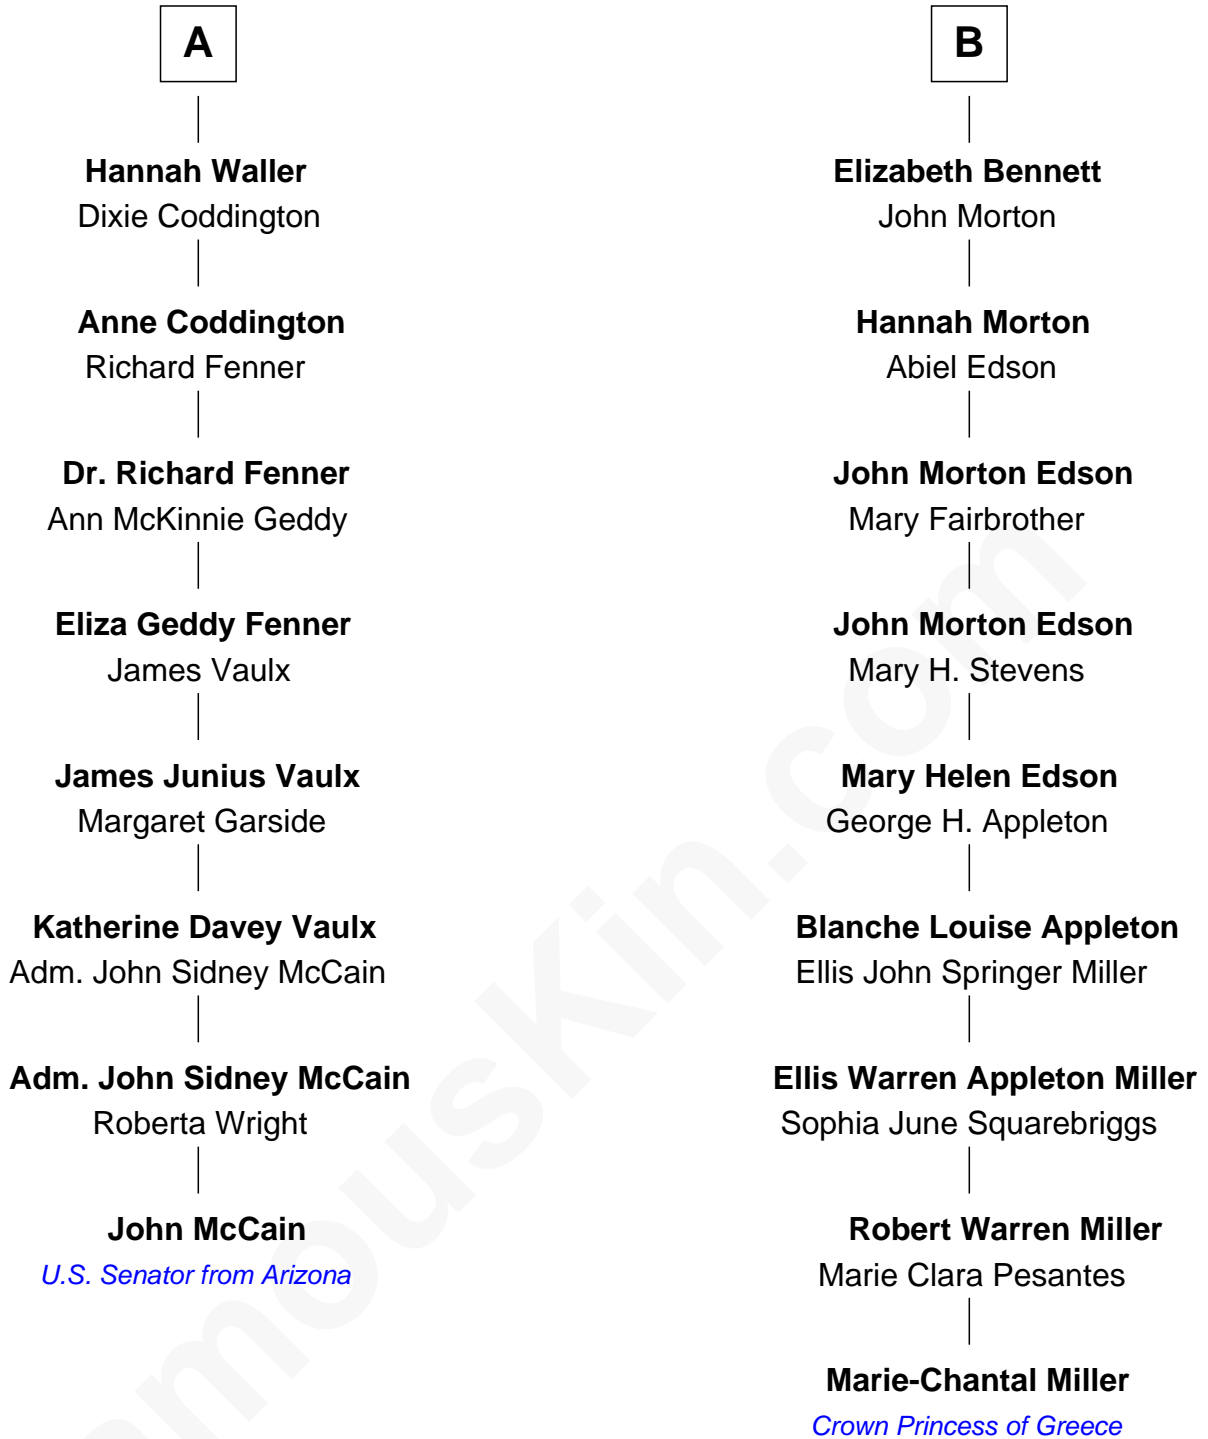 A
Hannah Waller
Dixie Coddington
Anne Coddington
Richard Fenner
Dr. Richard Fenner
Ann McKinnie Geddy
Eliza Geddy Fenner
James Vaulx
James Junius Vaulx
Margaret Garside
Katherine Davey Vaulx
Adm. John Sidney McCain
Adm. John Sidney McCain
Roberta Wright
John McCain
U.S. Senator from Arizona
B
Elizabeth Bennett
John Morton
Hannah Morton
Abiel Edson
John Morton Edson
Mary Fairbrother
John Morton Edson
Mary H. Stevens
Mary Helen Edson
George H. Appleton
Blanche Louise Appleton
Ellis John Springer Miller
Ellis Warren Appleton Miller
Sophia June Squarebriggs
Robert Warren Miller
Marie Clara Pesantes
Marie-Chantal Miller
Crown Princess of Greece
amouskin.com